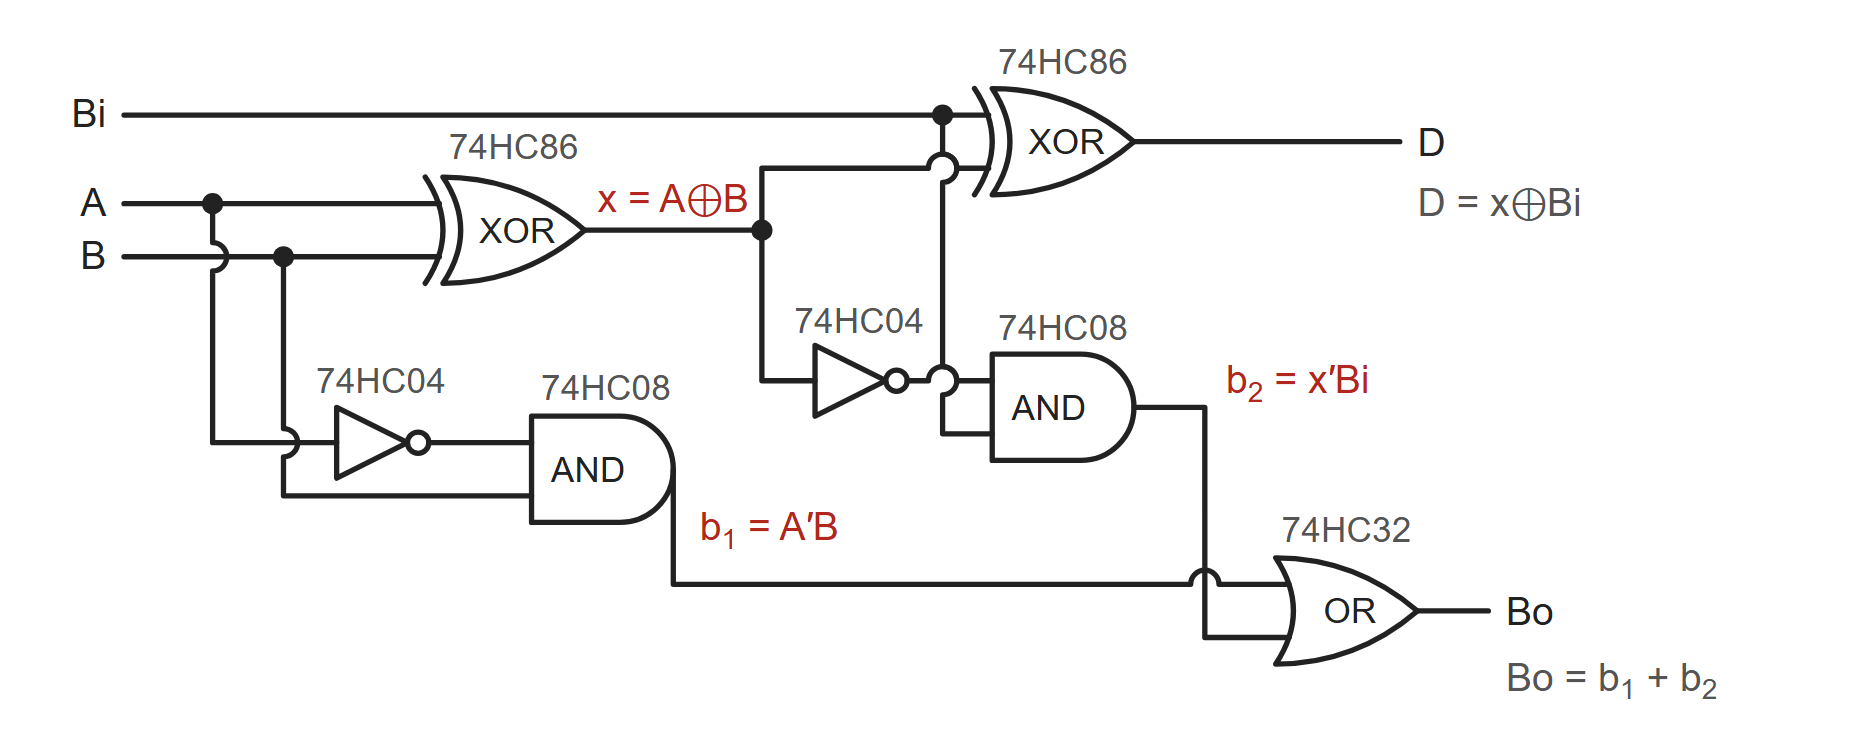 74HC86
Bi
D
XOR
D = x⊕Bi
74HC86
A
B
XOR
x = A⊕B
74HC04
74HC08
AND
b₂ = x′Bi
74HC04
74HC08
AND
b₁ = A′B
74HC32
OR
Bo
Bo = b₁ + b₂